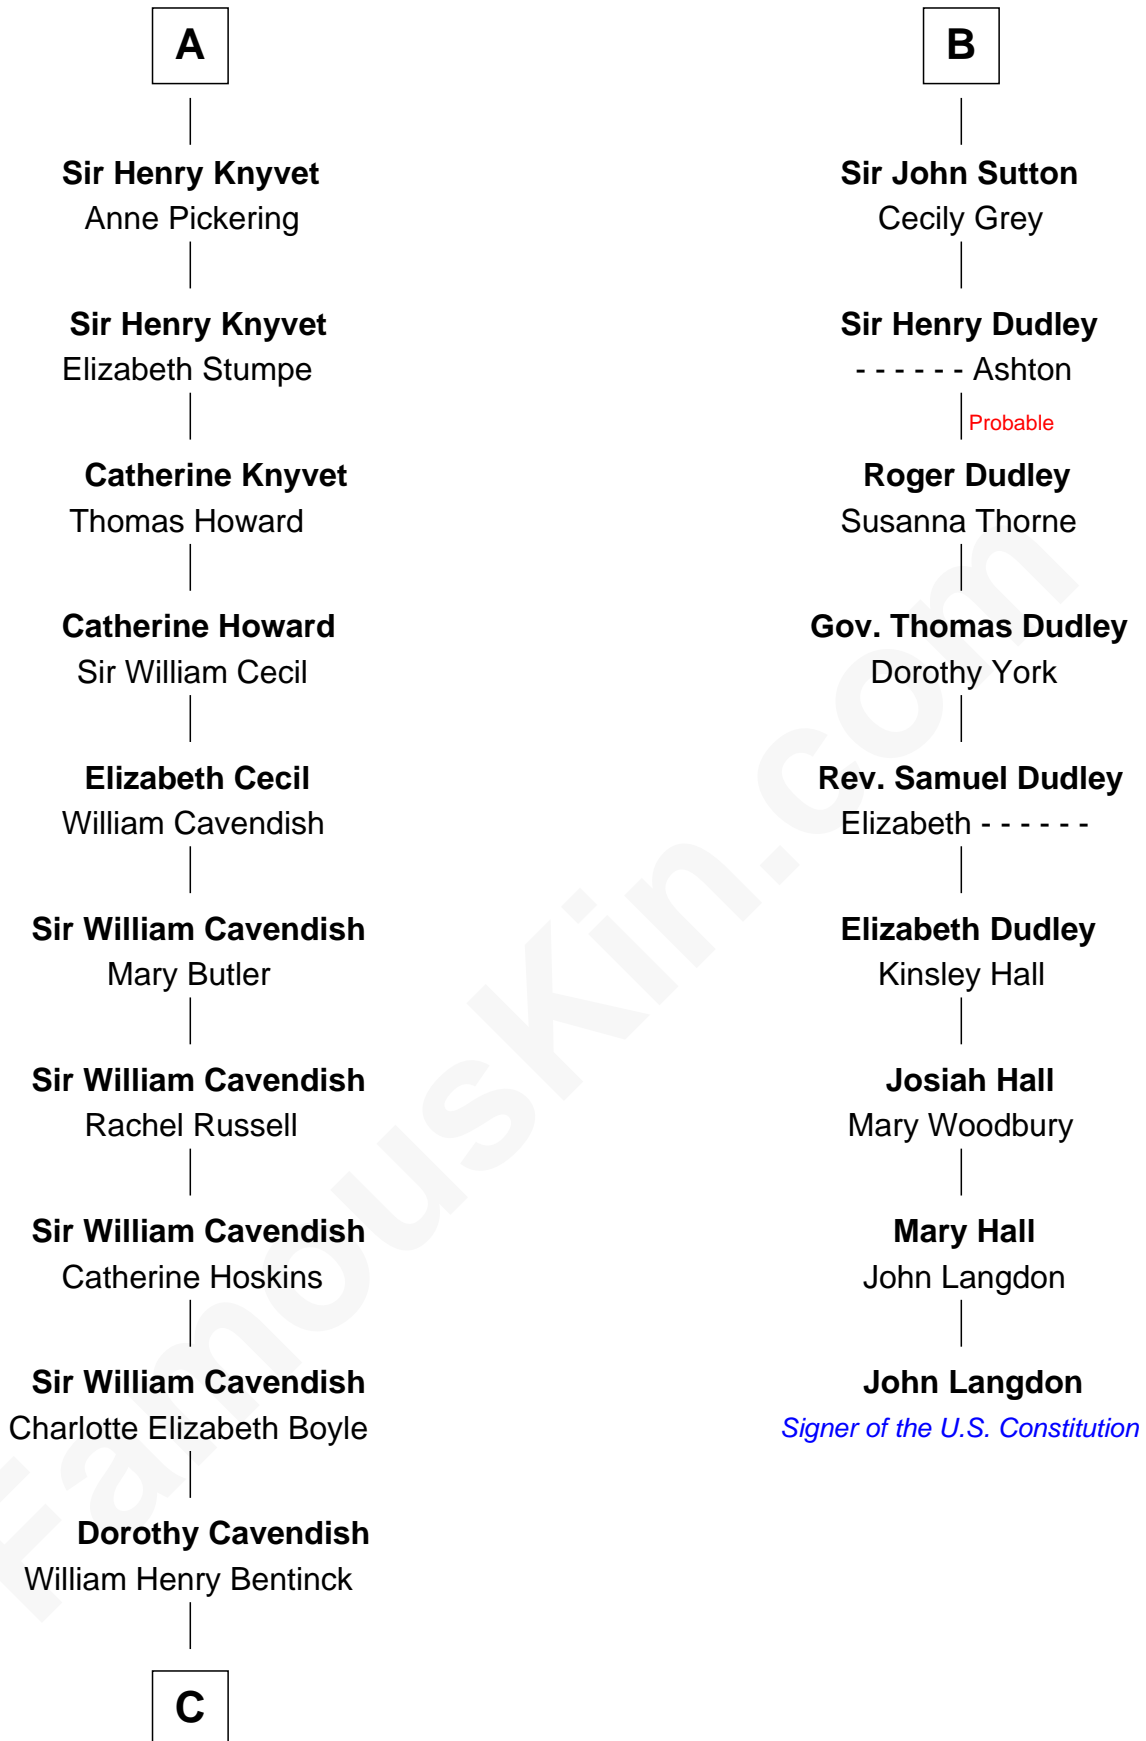 A
Sir Henry Knyvet
Anne Pickering
Sir Henry Knyvet
Elizabeth Stumpe
Catherine Knyvet
Thomas Howard
Catherine Howard
Sir William Cecil
Elizabeth Cecil
William Cavendish
Sir William Cavendish
Mary Butler
Sir William Cavendish
Rachel Russell
Sir William Cavendish
Catherine Hoskins
Sir William Cavendish
Charlotte Elizabeth Boyle
Dorothy Cavendish
William Henry Bentinck
C
B
Sir John Sutton
Cecily Grey
Sir Henry Dudley
- - - - - - Ashton
Probable
Roger Dudley
Susanna Thorne
Gov. Thomas Dudley
Dorothy York
Rev. Samuel Dudley
Elizabeth - - - - - -
Elizabeth Dudley
Kinsley Hall
Josiah Hall
Mary Woodbury
Mary Hall
John Langdon
John Langdon
Signer of the U.S. Constitution
FamousKin.com